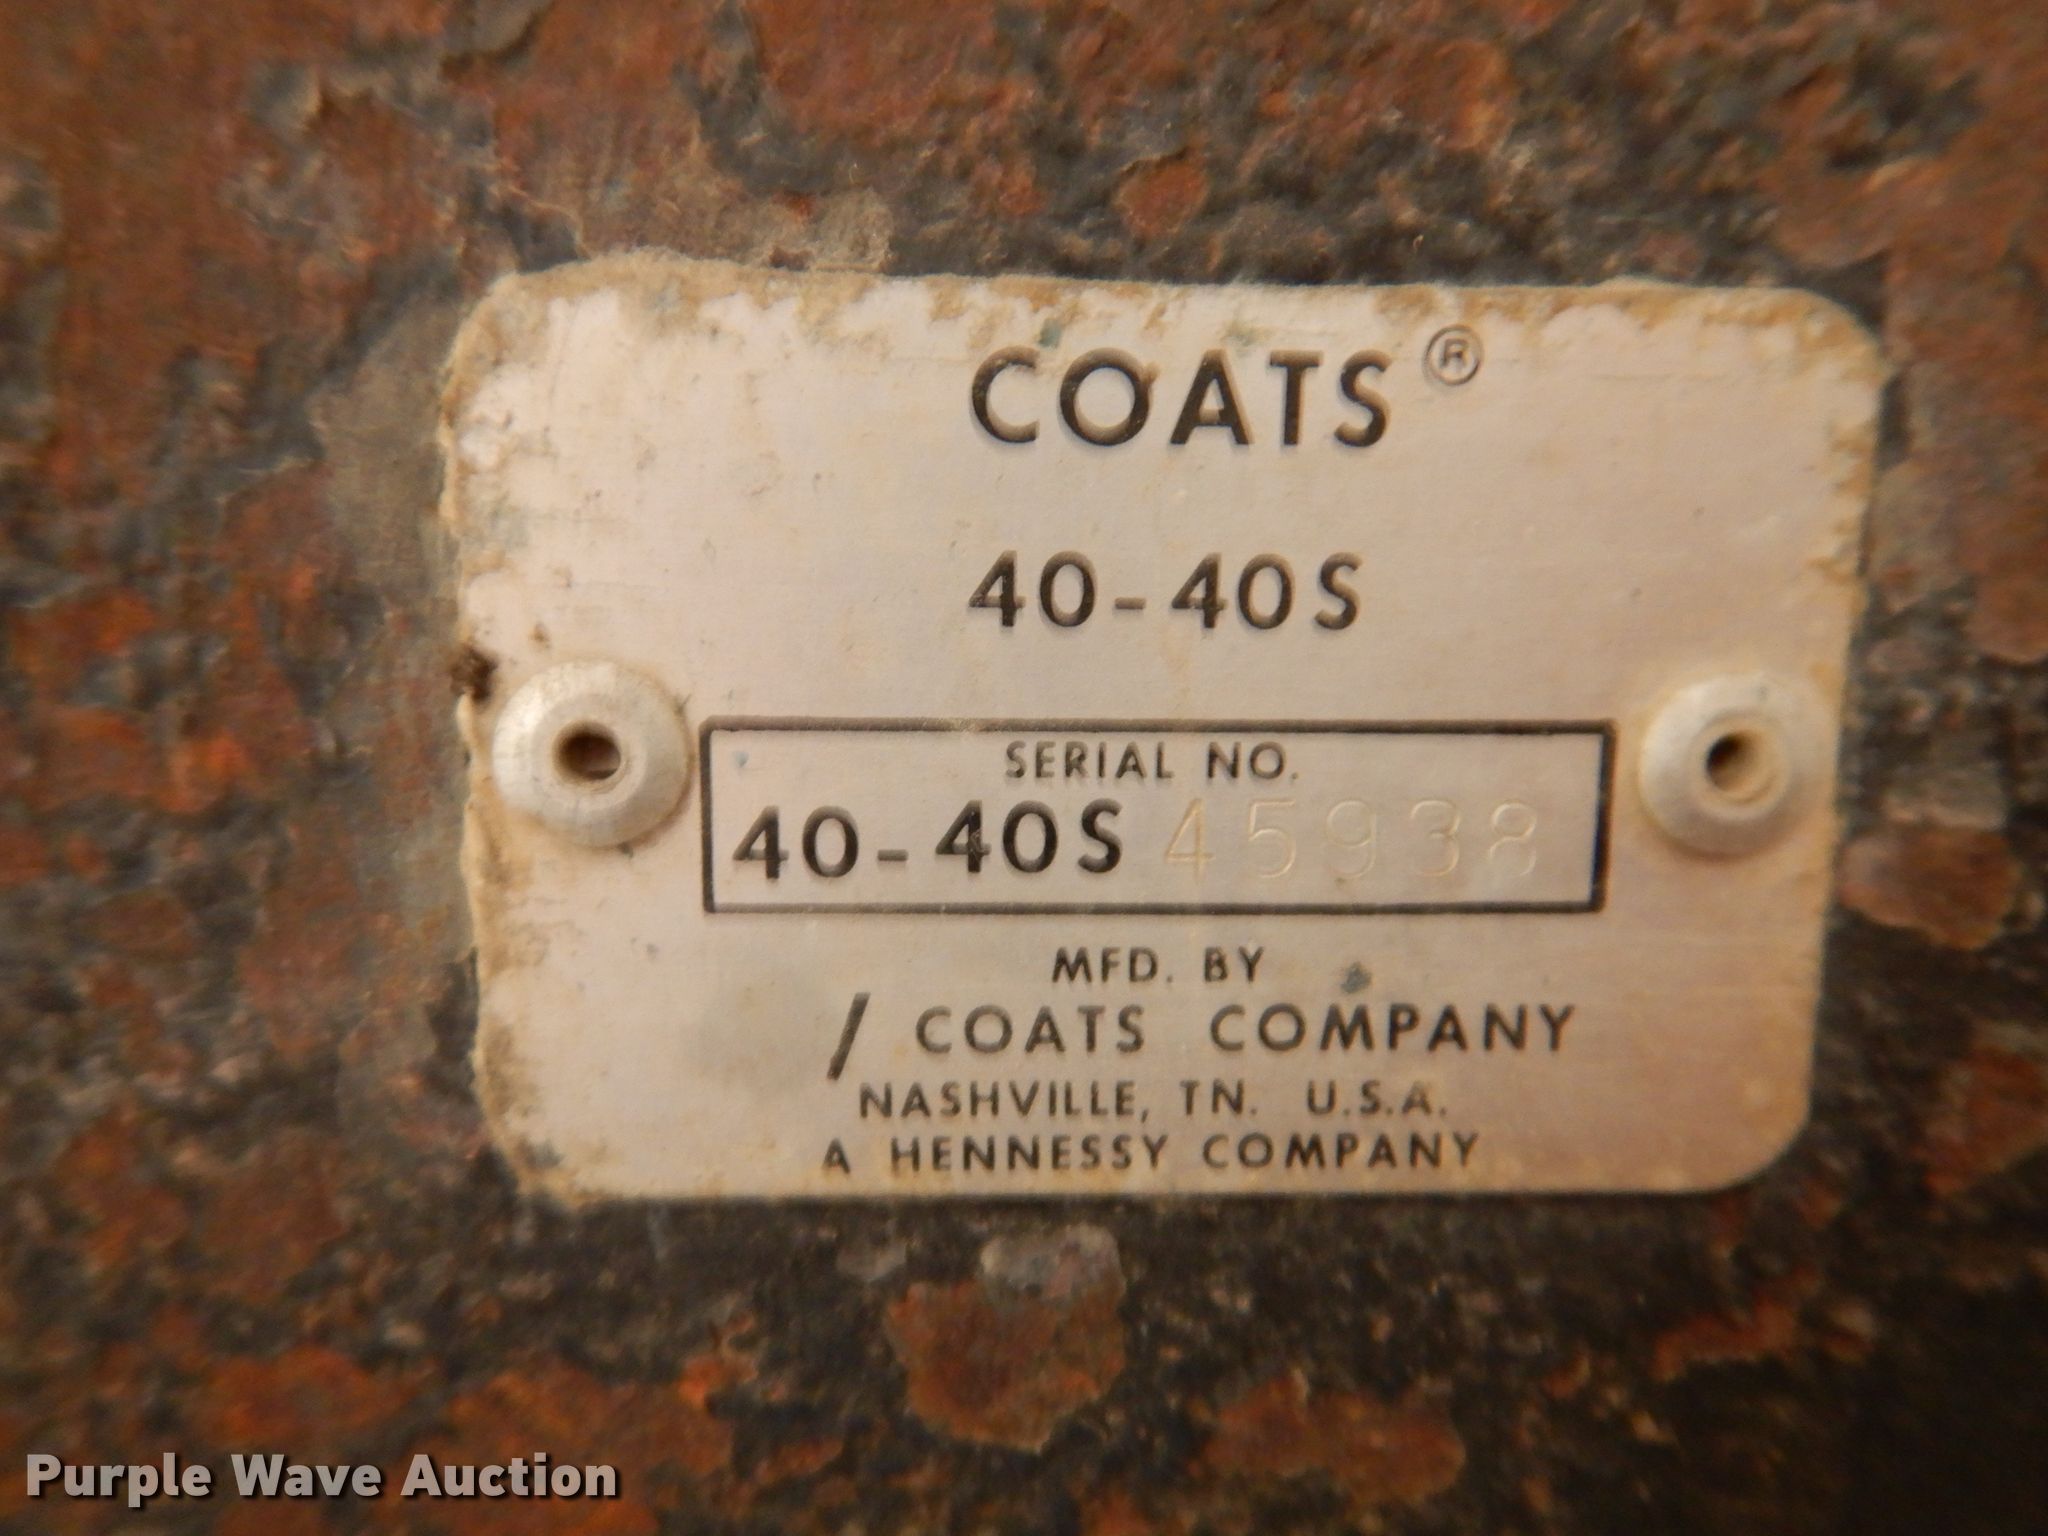 COATS®
40-40S
SERIAL NO.
40-40S 45938
MFD. BY
/ COATS COMPANY
NASHVILLE, TN. U.S.A.
A HENNESSY COMPANY
Purple Wave Auction